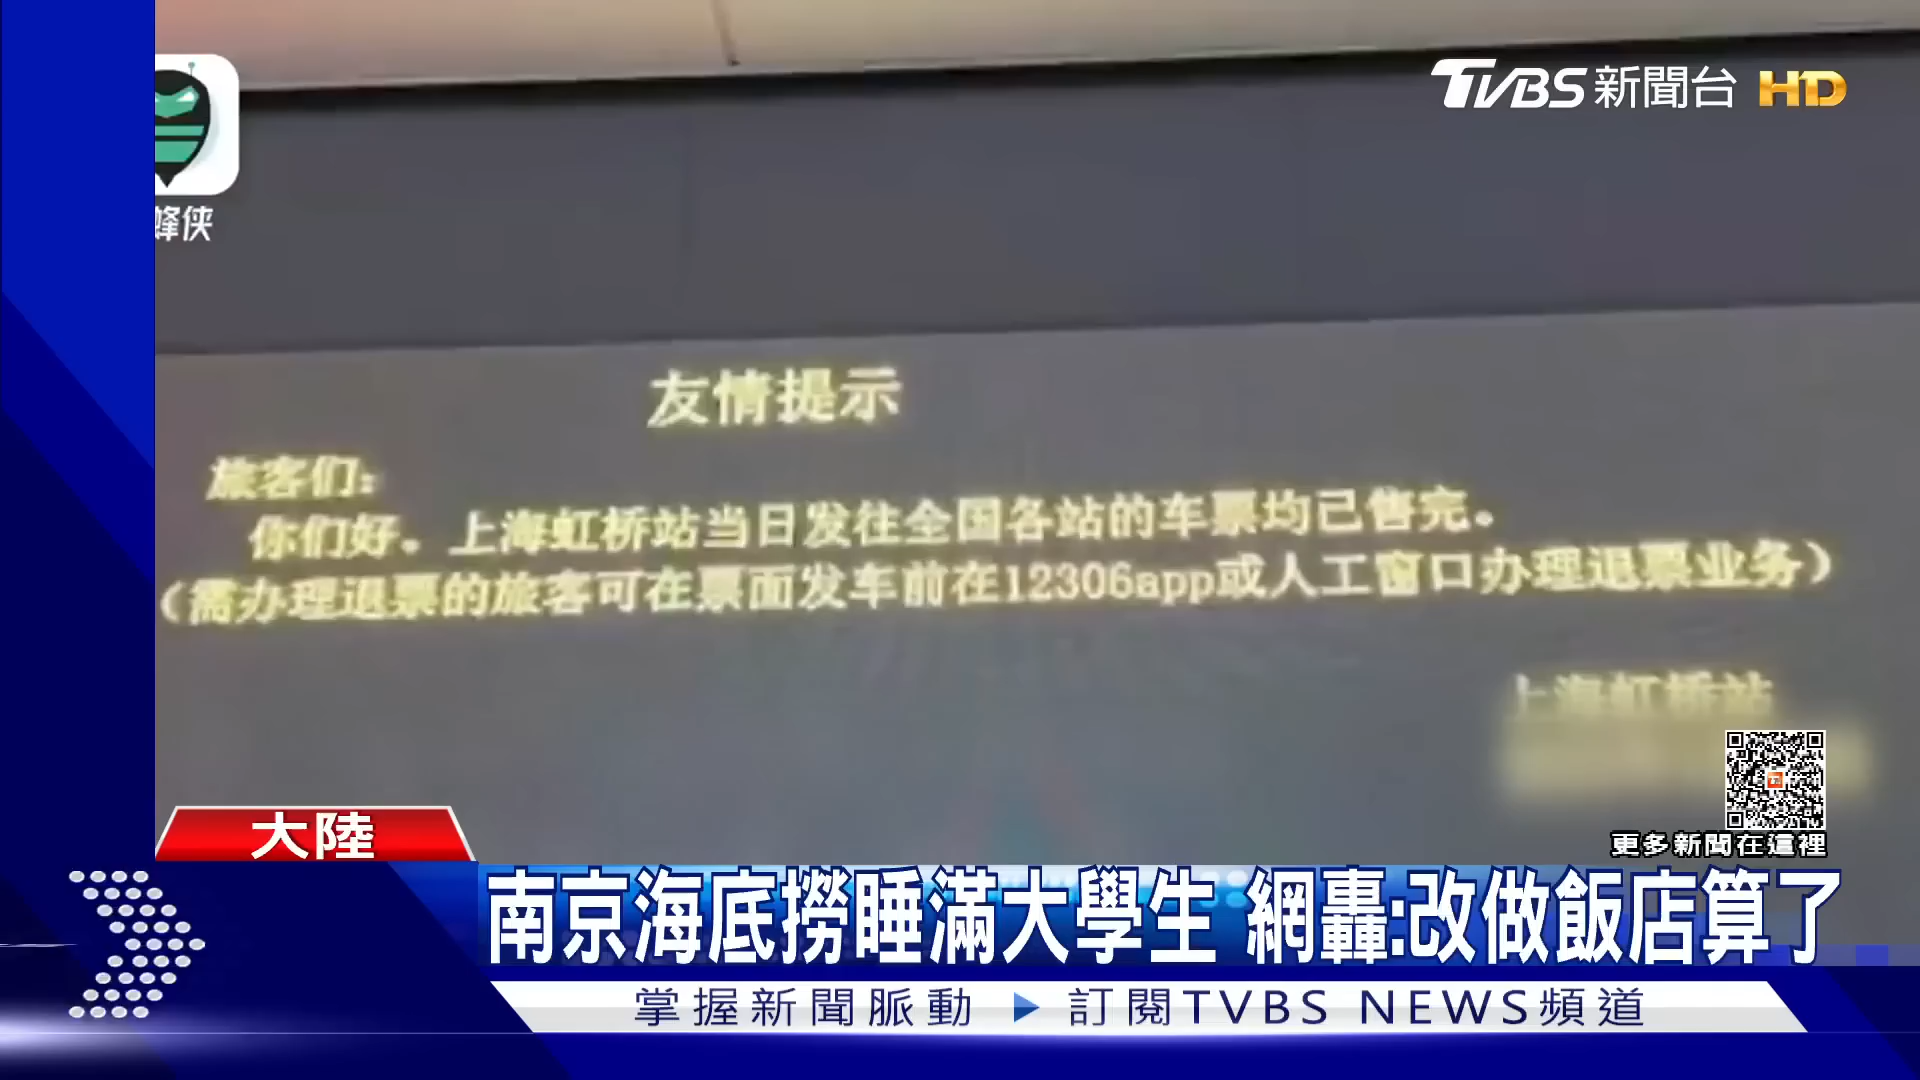 TVBS新聞台 HD
蜂侠
友情提示
旅客们:
你们好。上海虹桥站当日发往全国各站的车票均已售完。
(需办理退票的旅客可在票面发车前在12306app或人工窗口办理退票业务)
上海虹桥站
更多新聞在這裡
大陸
南京海底撈睡滿大學生 網轟:改做飯店算了
掌握新聞脈動 ▶ 訂閱TVBS NEWS頻道